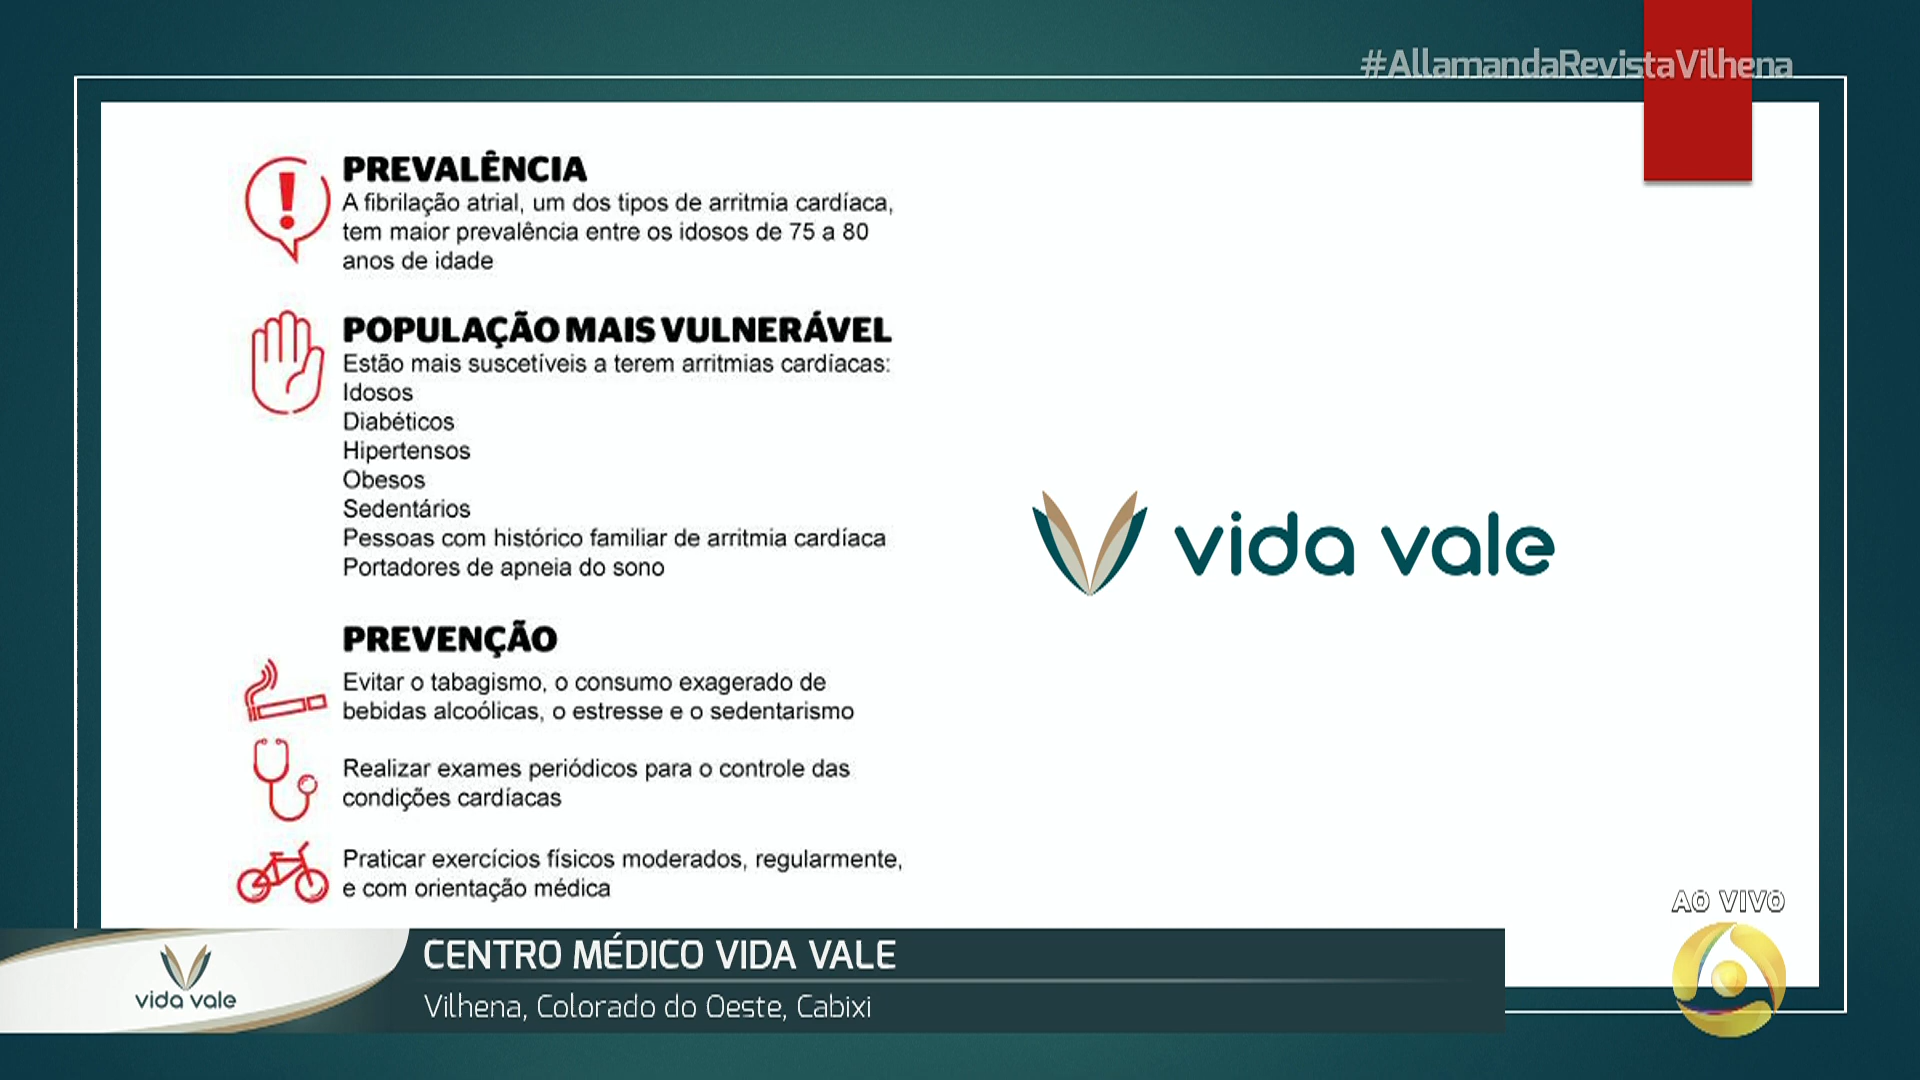 #AllamandaRevistaVilhena
PREVALÊNCIA
A fibrilação atrial, um dos tipos de arritmia cardíaca,
tem maior prevalência entre os idosos de 75 a 80
anos de idade
POPULAÇÃO MAIS VULNERÁVEL
Estão mais suscetíveis a terem arritmias cardíacas:
Idosos
Diabéticos
Hipertensos
Obesos
Sedentários
Pessoas com histórico familiar de arritmia cardíaca
Portadores de apneia do sono
PREVENÇÃO
Evitar o tabagismo, o consumo exagerado de
bebidas alcoólicas, o estresse e o sedentarismo
Realizar exames periódicos para o controle das
condições cardíacas
Praticar exercícios físicos moderados, regularmente,
e com orientação médica
vida vale
AO VIVO
vida vale
CENTRO MÉDICO VIDA VALE
Vilhena, Colorado do Oeste, Cabixi